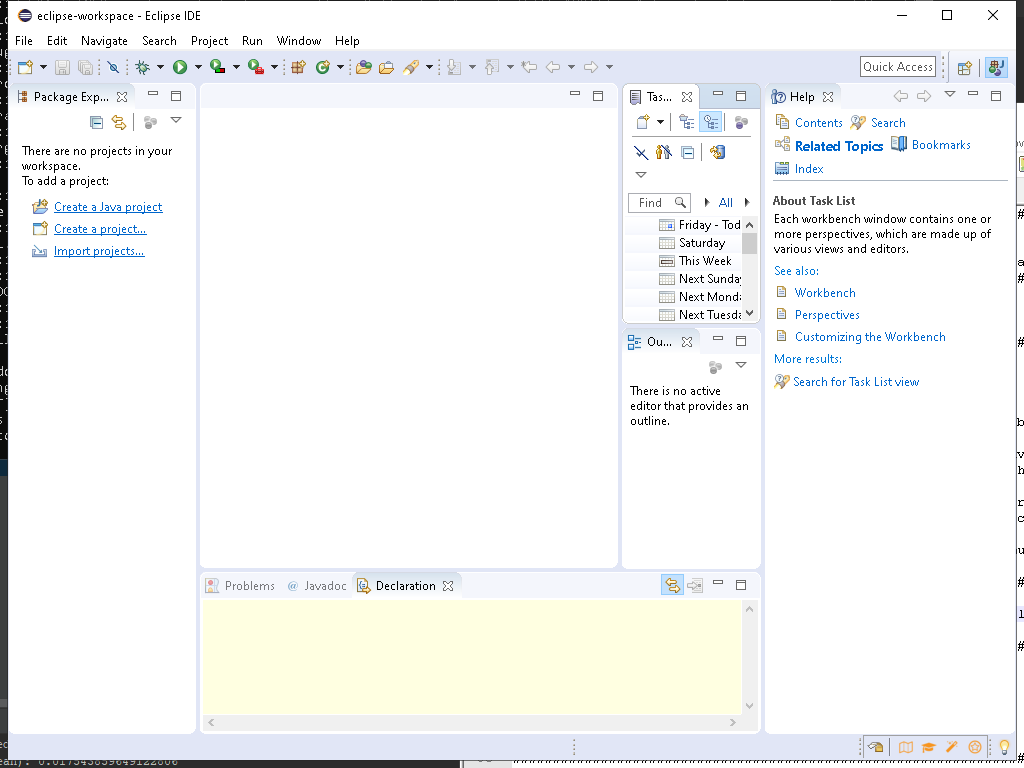 eclipse-workspace - Eclipse IDE
File Edit Navigate Search Project Run Window Help
Quick Access
Package Exp...
There are no projects in your
workspace.
To add a project:
Create a Java project
Create a project...
Import projects...
Tas...
Find
All
Friday - Tod
Saturday
This Week
Next Sunday
Next Monda
Next Tuesda
Ou...
There is no active
editor that provides an
outline.
Help
Contents Search
Related Topics Bookmarks
Index
About Task List
Each workbench window contains one or
more perspectives, which are made up of
various views and editors.
See also:
Workbench
Perspectives
Customizing the Workbench
More results:
Search for Task List view
Problems @ Javadoc Declaration